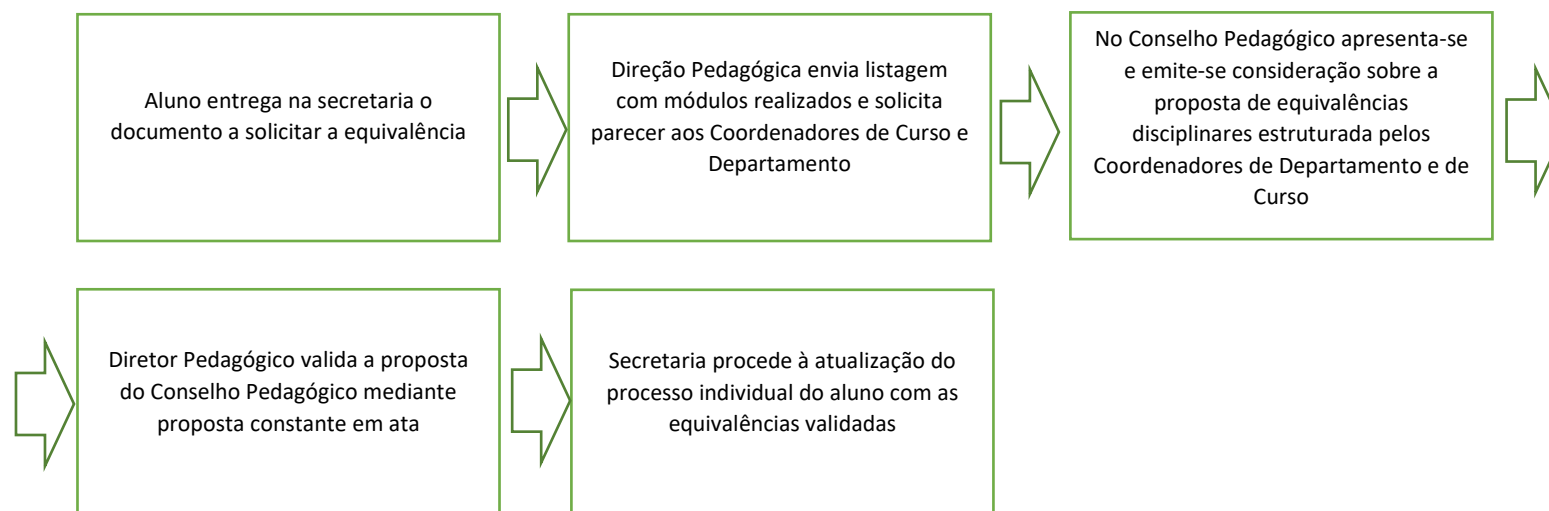 Aluno entrega na secretaria o
documento a solicitar a equivalência
Direção Pedagógica envia listagem
com módulos realizados e solicita
parecer aos Coordenadores de Curso e
Departamento
No Conselho Pedagógico apresenta-se
e emite-se consideração sobre a
proposta de equivalências
disciplinares estruturada pelos
Coordenadores de Departamento e de
Curso
Diretor Pedagógico valida a proposta
do Conselho Pedagógico mediante
proposta constante em ata
Secretaria procede à atualização do
processo individual do aluno com as
equivalências validadas